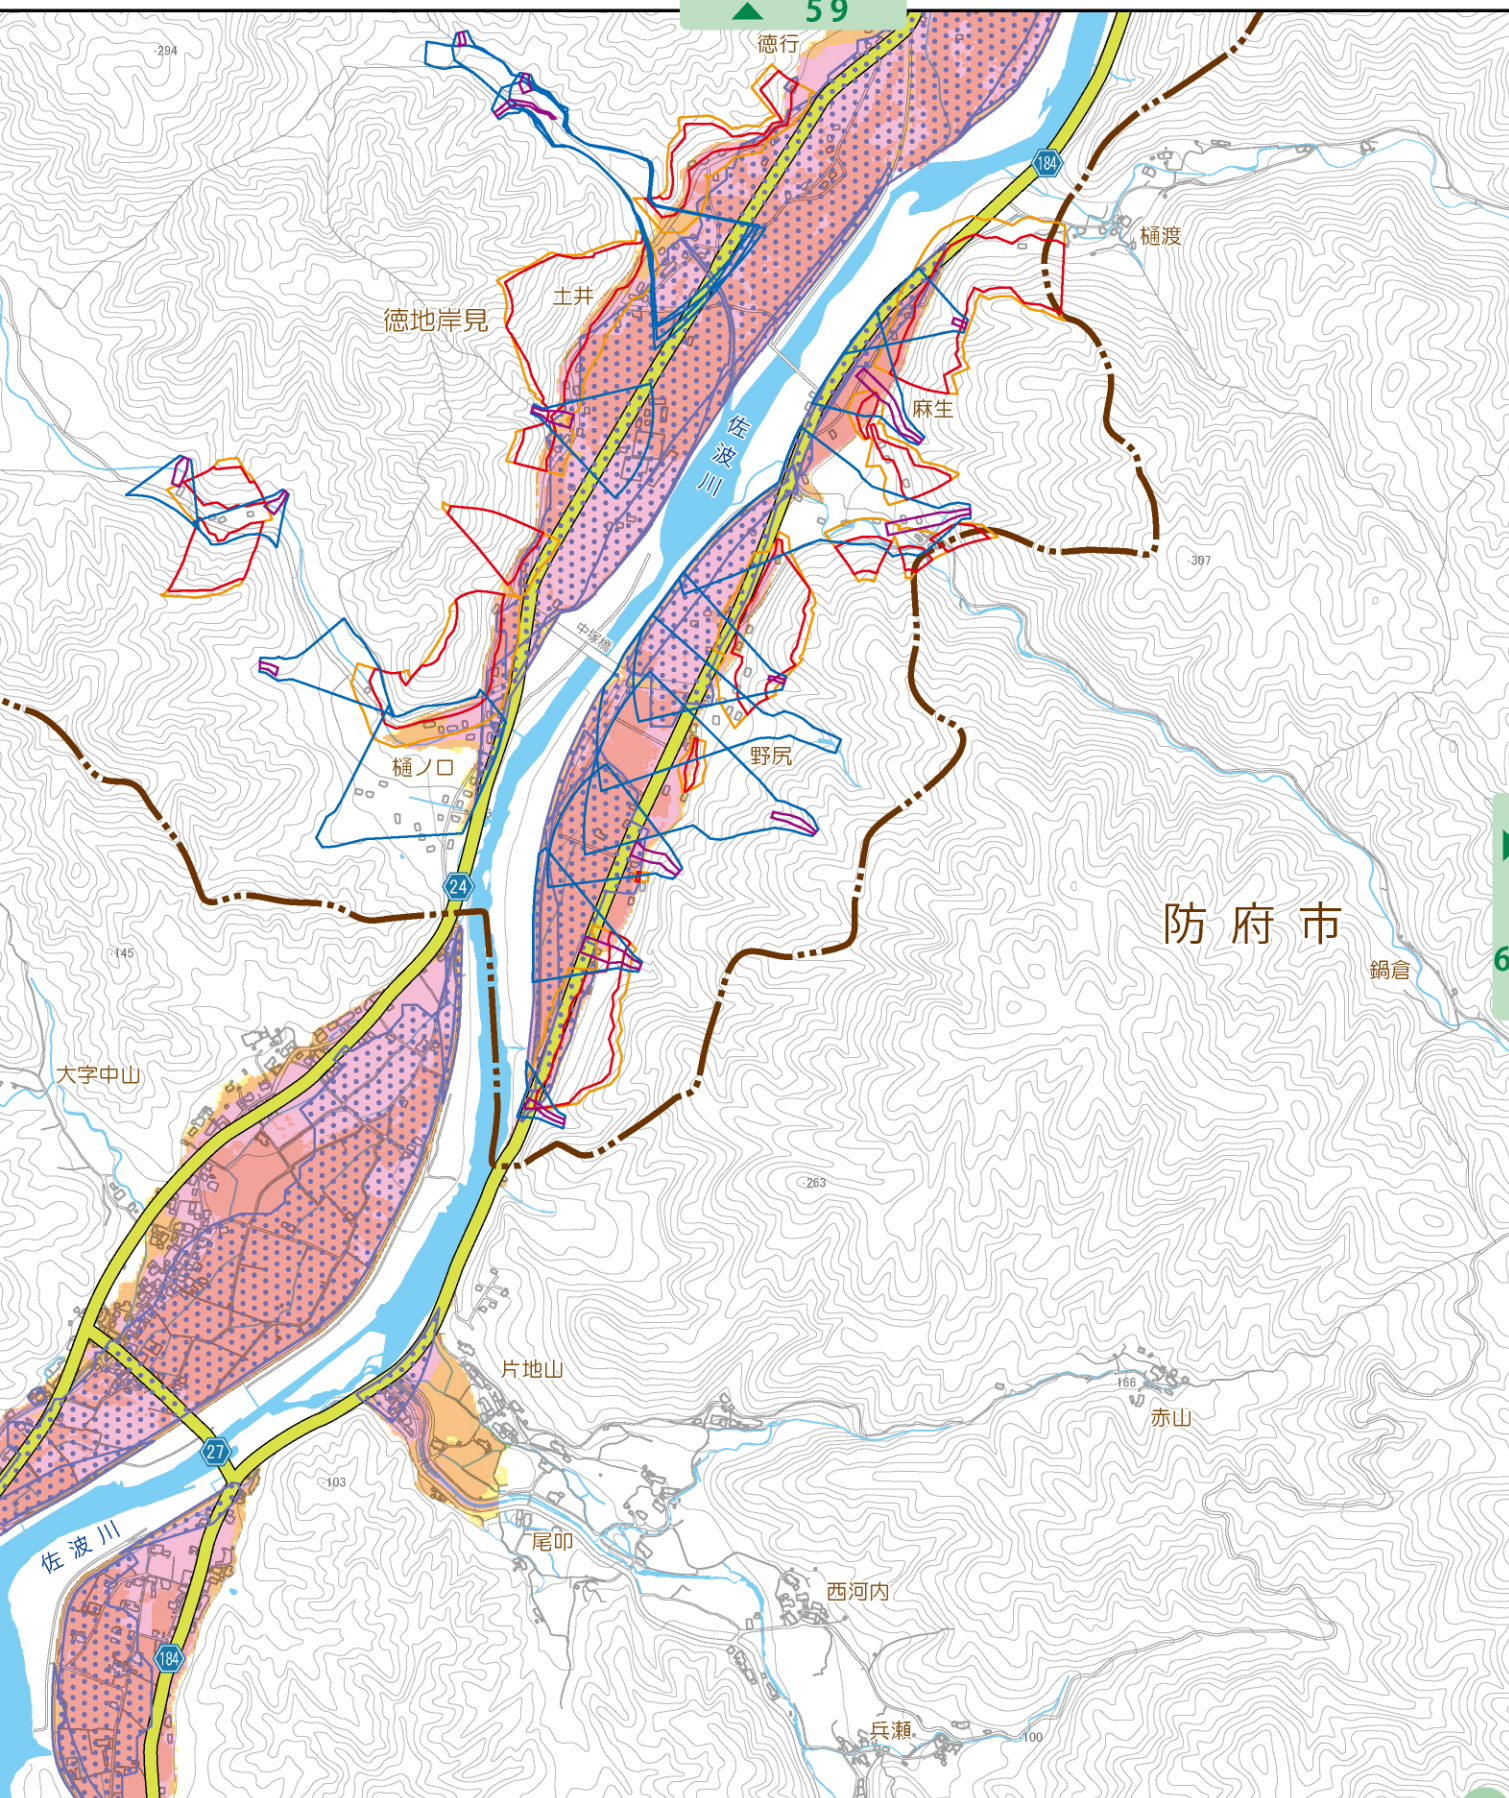 59
徳行
·294
184
樋渡
土井
徳地岸見
麻生
佐波川
·307
中塚橋
野尻
樋ノ口
24
防府市
·145
鍋倉
6
大字中山
·263
片地山
·166
赤山
27
·103
佐波川
尾叩
西河内
184
兵瀬
·100